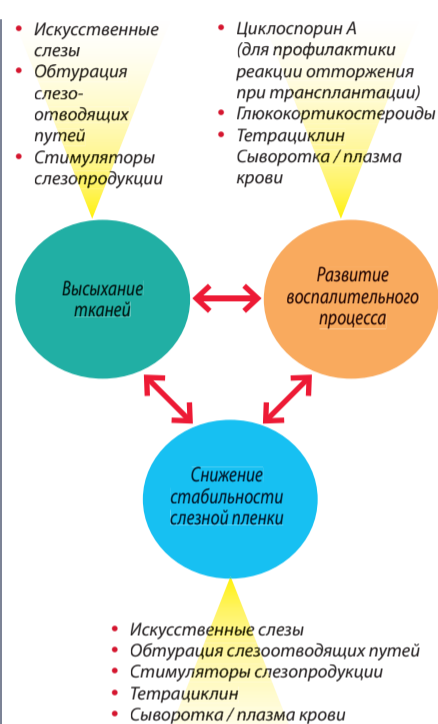 • Искусственные
слезы
• Обтурация
слезо-
отводящих
путей
• Стимуляторы
слезопродукции
• Циклоспорин А
(для профилактики
реакции отторжения
при трансплантации)
• Глюкокортикостероиды
• Тетрациклин
Сыворотка / плазма
крови
Высыхание
тканей
Развитие
воспалительного
процесса
Снижение
стабильности
слезной пленки
• Искусственные слезы
• Обтурация слезоотводящих путей
• Стимуляторы слезопродукции
• Тетрациклин
• Сыворотка / плазма крови